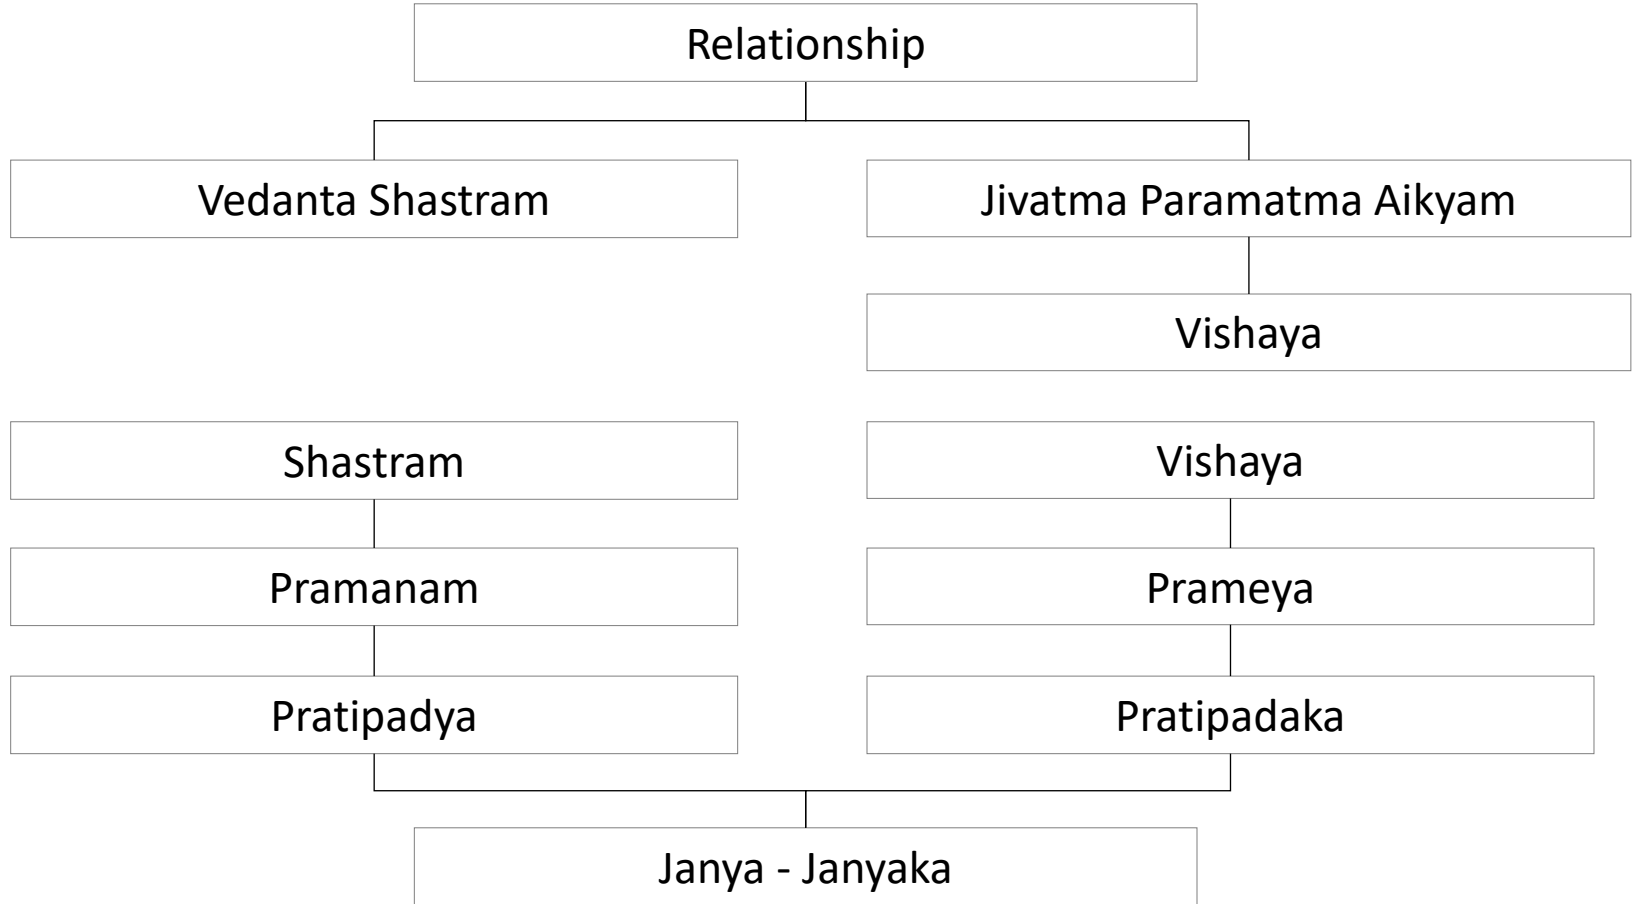 Relationship
Vedanta Shastram
Jivatma Paramatma Aikyam
Vishaya
Shastram
Vishaya
Pramanam
Prameya
Pratipadya
Pratipadaka
Janya - Janyaka